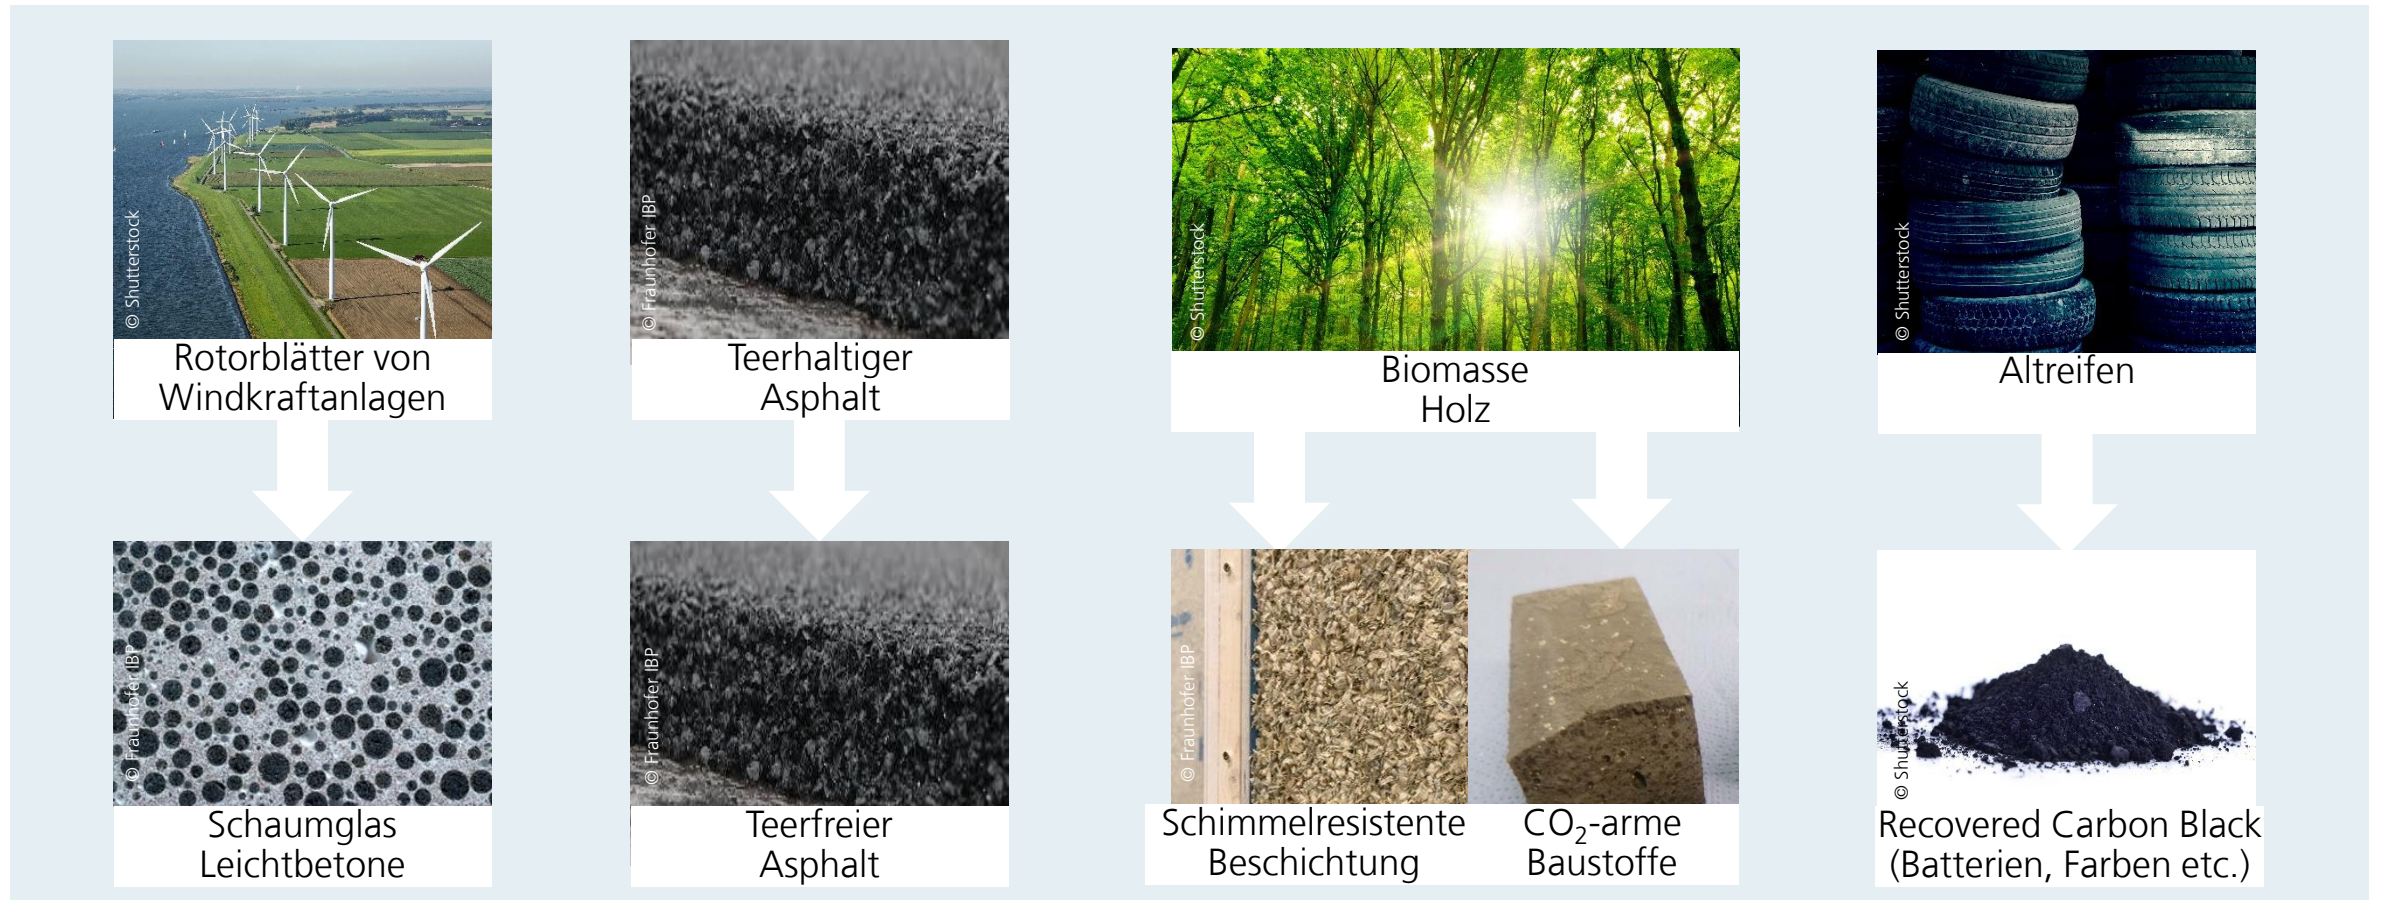 © Shutterstock
Rotorblätter von
Windkraftanlagen
© Fraunhofer IBP
Teerhaltiger
Asphalt
© Shutterstock
Biomasse
Holz
© Shutterstock
Altreifen
© Fraunhofer IBP
Schaumglas
Leichtbetone
© Fraunhofer IBP
Teerfreier
Asphalt
© Fraunhofer IBP
Schimmelresistente
Beschichtung
CO₂-arme
Baustoffe
© Shutterstock
Recovered Carbon Black
(Batterien, Farben etc.)